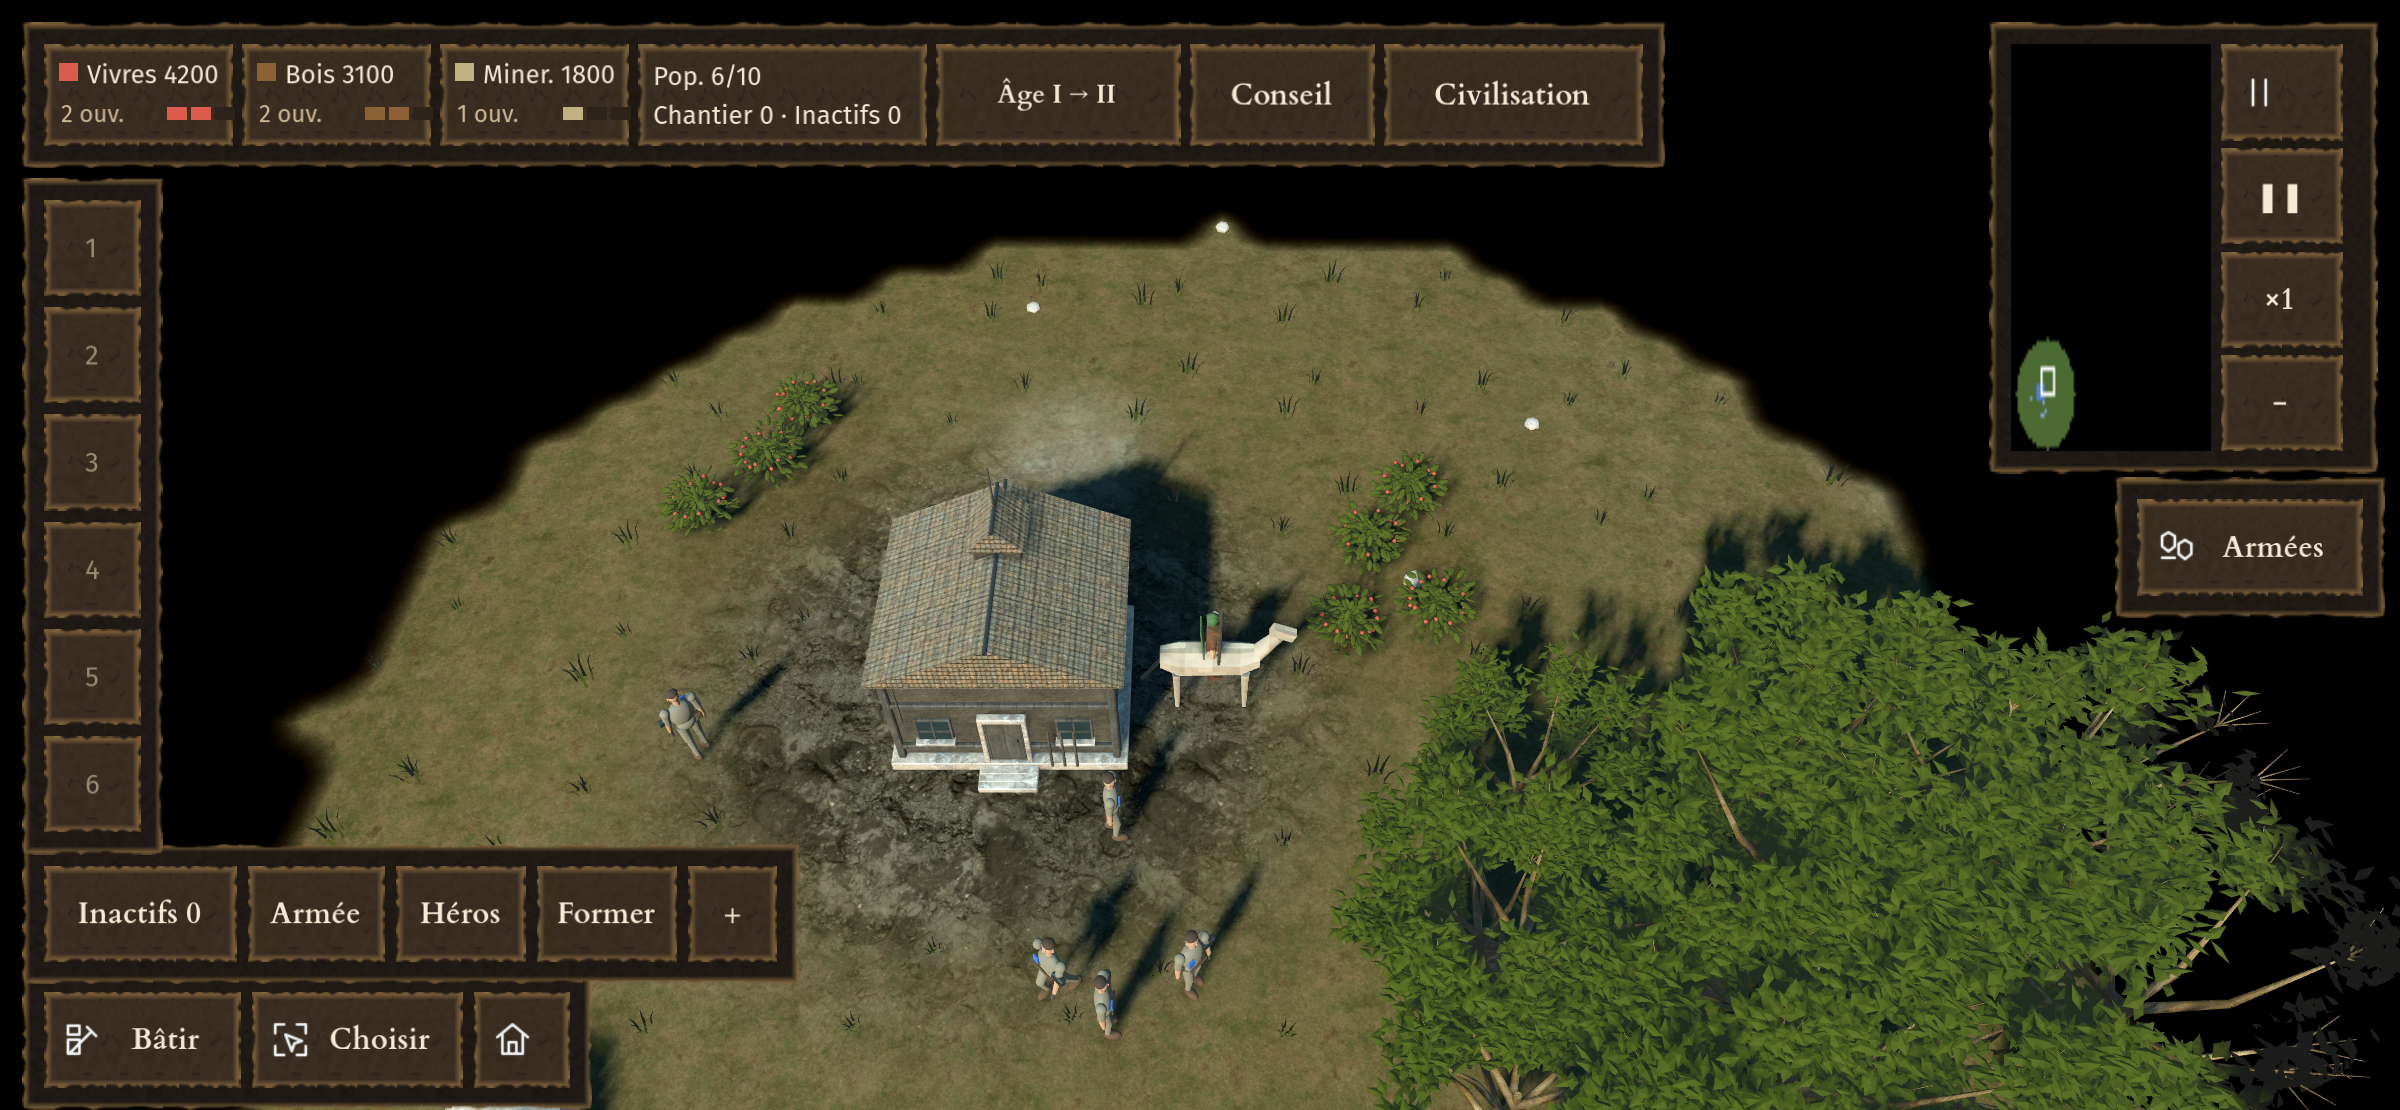 Vivres 4200
2 ouv.
Bois 3100
2 ouv.
Miner. 1800
1 ouv.
Pop. 6/10
Chantier 0 · Inactifs 0
Âge I → II
Conseil
Civilisation
×1
−
Armées
1
2
3
4
5
6
Inactifs 0
Armée
Héros
Former
+
Bâtir
Choisir